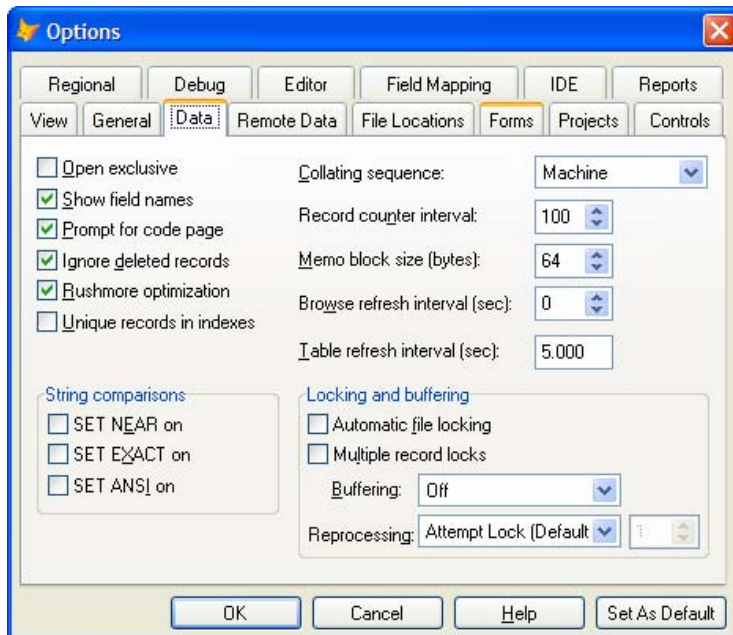 Options
Regional Debug Editor Field Mapping IDE Reports
View General Data Remote Data File Locations Forms Projects Controls
Open exclusive
Show field names
Prompt for code page
Ignore deleted records
Rushmore optimization
Unique records in indexes
Collating sequence: Machine
Record counter interval: 100
Memo block size (bytes): 64
Browse refresh interval (sec): 0
Table refresh interval (sec): 5.000
String comparisons
SET NEAR on
SET EXACT on
SET ANSI on
Locking and buffering
Automatic file locking
Multiple record locks
Buffering: Off
Reprocessing: Attempt Lock (Default 1
OK Cancel Help Set As Default